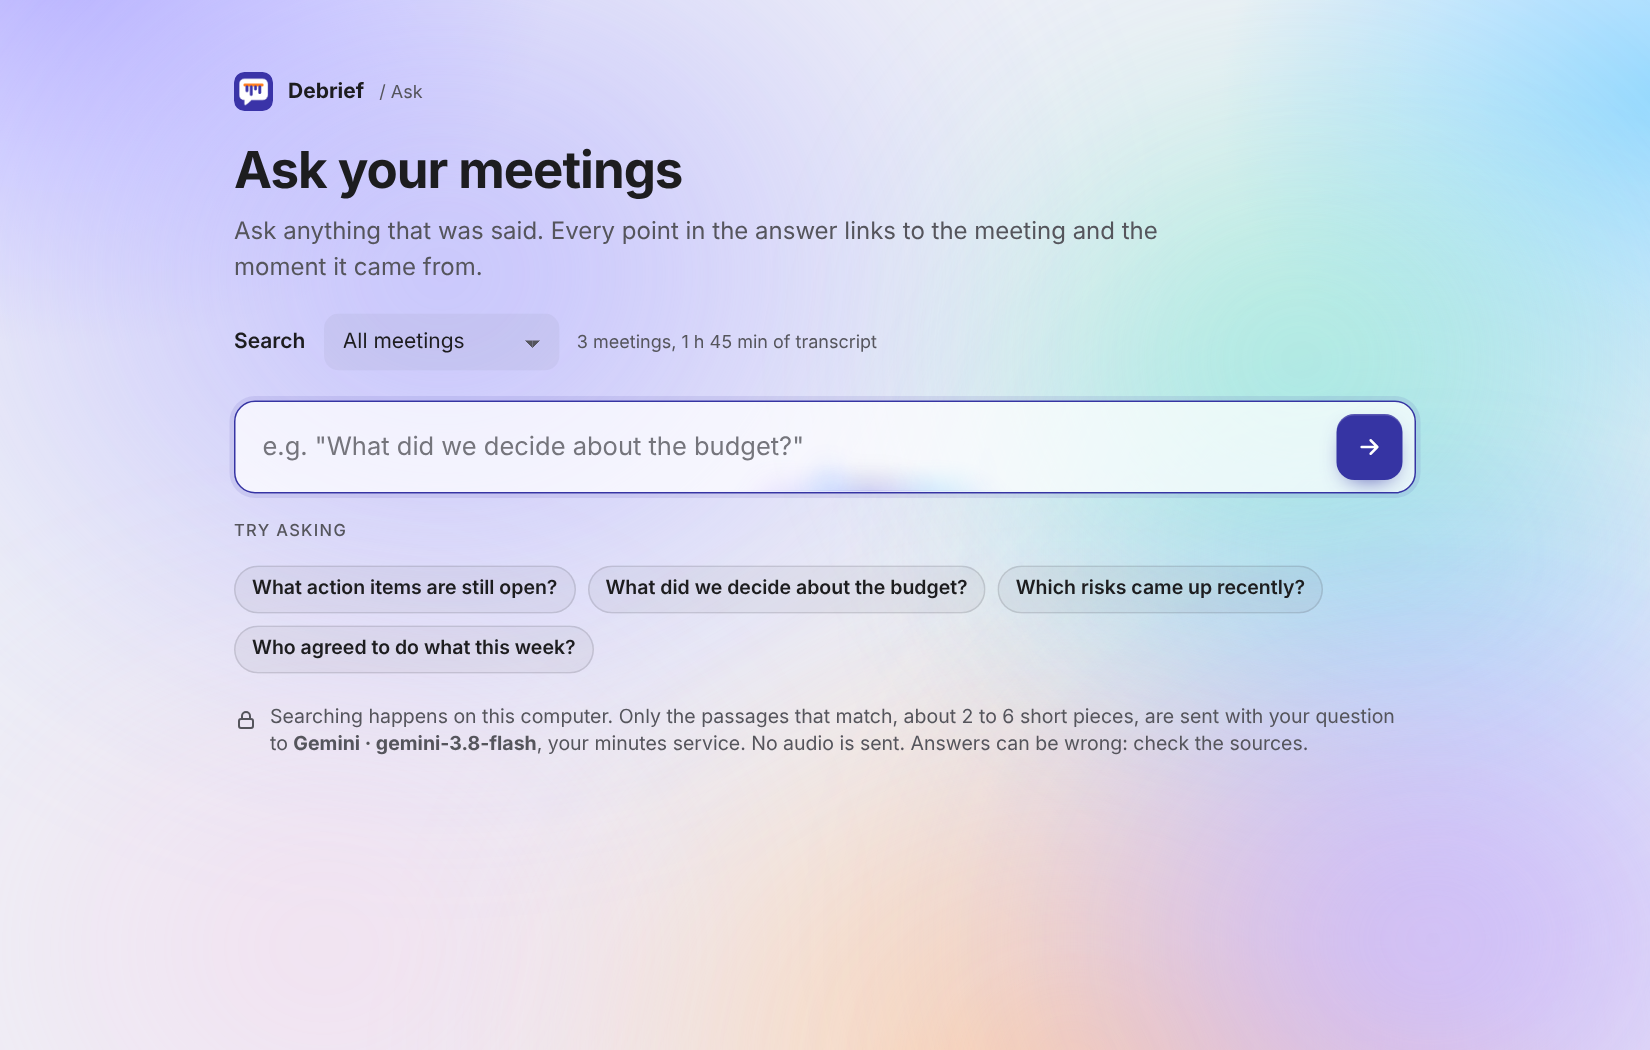 Debrief / Ask
Ask your meetings
Ask anything that was said. Every point in the answer links to the meeting and the
moment it came from.
Search All meetings 3 meetings, 1 h 45 min of transcript
e.g. "What did we decide about the budget?"
TRY ASKING
What action items are still open? What did we decide about the budget? Which risks came up recently?
Who agreed to do what this week?
Searching happens on this computer. Only the passages that match, about 2 to 6 short pieces, are sent with your question
to Gemini · gemini-3.8-flash, your minutes service. No audio is sent. Answers can be wrong: check the sources.